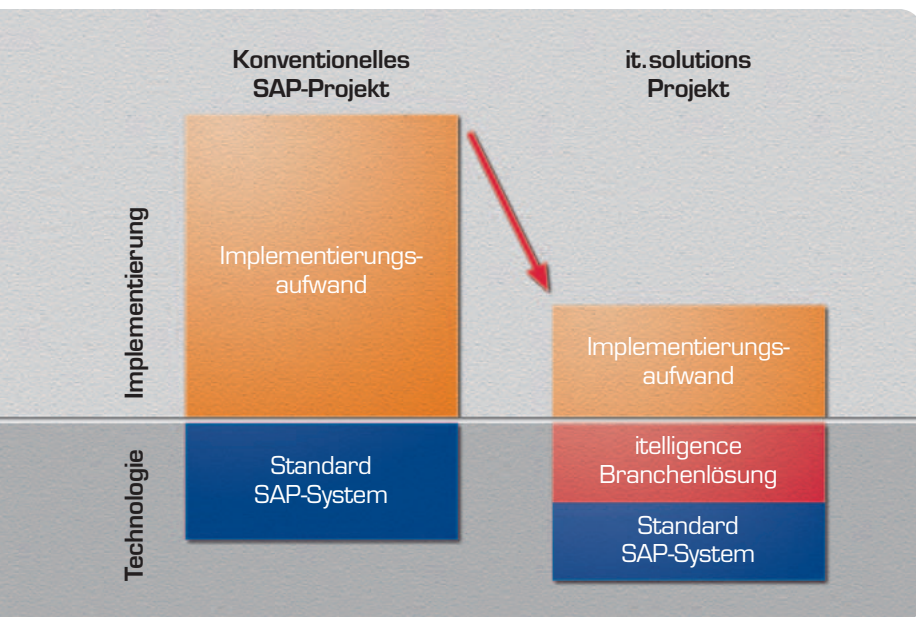 Konventionelles
SAP-Projekt
it.solutions
Projekt
Implementierung
Implementierungs-
aufwand
Implementierungs-
aufwand
Technologie
Standard
SAP-System
itelligence
Branchenlösung
Standard
SAP-System